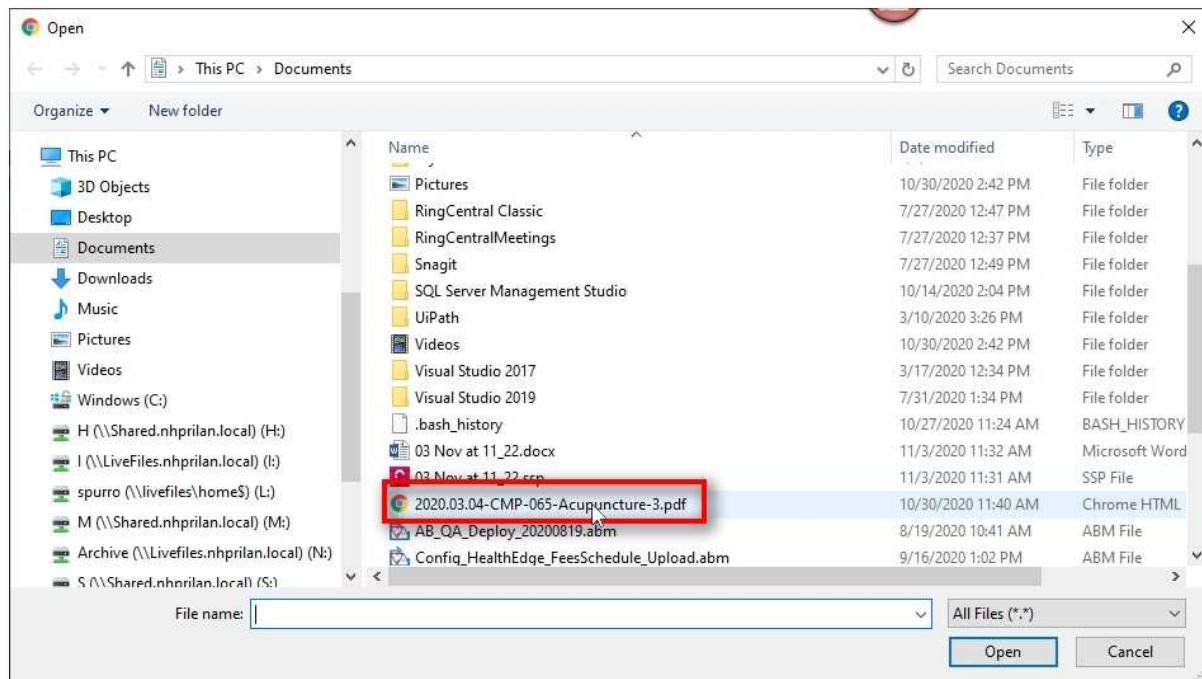 Open
This PC > Documents
Search Documents
Organize
New folder
This PC
3D Objects
Desktop
Documents
Downloads
Music
Pictures
Videos
Windows (C:)
H (\\Shared.nhprilan.local) (H:)
I (\\LiveFiles.nhprilan.local) (I:)
spurro (\\livefiles\home$) (L:)
M (\\Shared.nhprilan.local) (M:)
Archive (\\Livefiles.nhprilan.local) (N:)
S (\\Shared.nhprilan.local) (S:)
Name Date modified Type
Pictures 10/30/2020 2:42 PM File folder
RingCentral Classic 7/27/2020 12:47 PM File folder
RingCentralMeetings 7/27/2020 12:37 PM File folder
Snagit 7/27/2020 12:49 PM File folder
SQL Server Management Studio 10/14/2020 2:04 PM File folder
UiPath 3/10/2020 3:26 PM File folder
Videos 10/30/2020 2:42 PM File folder
Visual Studio 2017 3/17/2020 12:34 PM File folder
Visual Studio 2019 7/31/2020 1:34 PM File folder
.bash_history 10/27/2020 11:24 AM BASH_HISTORY
03 Nov at 11_22.docx 11/3/2020 11:32 AM Microsoft Word
03 Nov at 11_22.ssp 11/3/2020 11:31 AM SSP File
2020.03.04-CMP-065-Acupuncture-3.pdf 10/30/2020 11:40 AM Chrome HTML
AB_QA_Deploy_20200819.abm 8/19/2020 10:41 AM ABM File
Config_HealthEdge_FeesSchedule_Upload.abm 9/16/2020 1:02 PM ABM File
File name:
All Files (*.*)
Open
Cancel